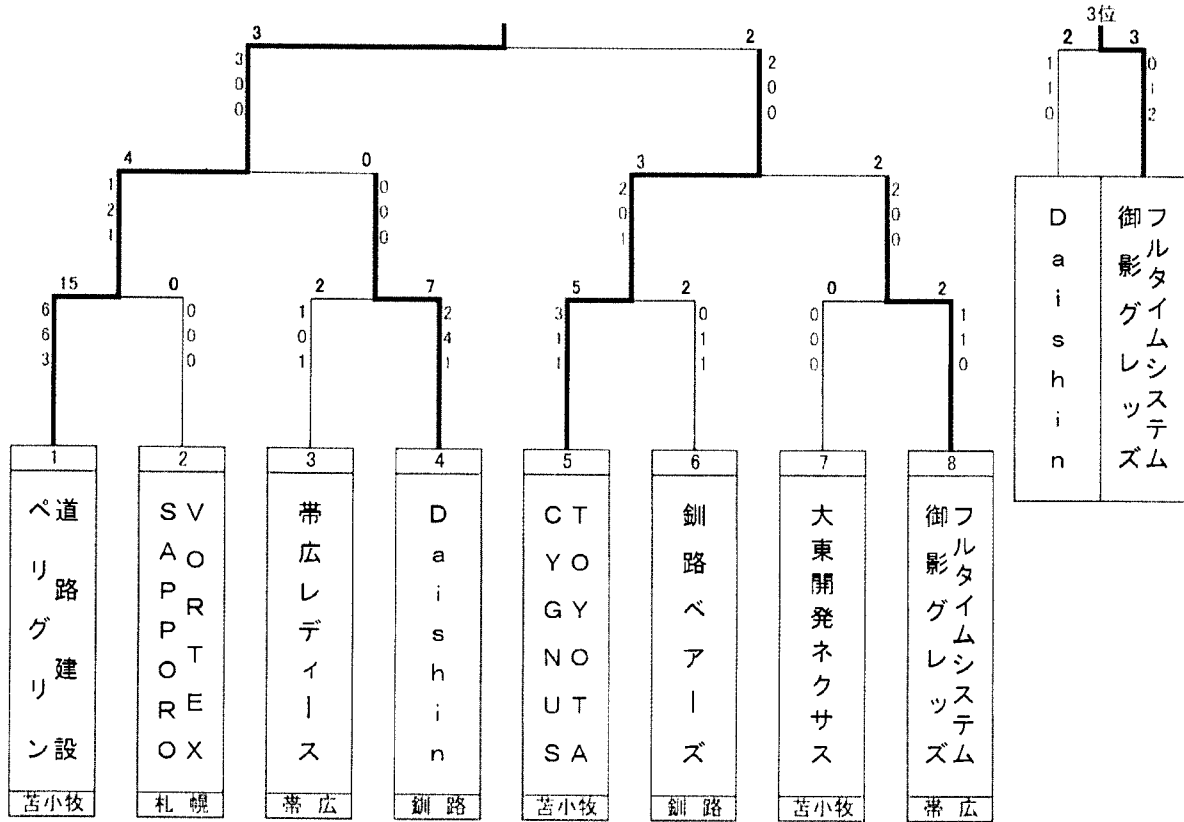 3位
3 2 2 3
3 0 0
2 0 0
1 1 0
0 1 2
4 0 3 2
1 2 1
0 0 0
2 0 1
2 0 0
15 0 2 7 5 2 0 2
6 6 3
0 0 0
1 0 1
2 4 1
3 1 1
0 1 1
0 0 0
1 1 0
Daishin
フルタイムシステム
御影グレッズ
1
道路建設
ペリグリン
苫小牧
2
VORTEX
SAPPORO
札幌
3
帯広レディース
帯広
4
Daishin
釧路
5
TOYOTA
CYGNUS
苫小牧
6
釧路ベアーズ
釧路
7
大東開発ネクサス
苫小牧
8
フルタイムシステム
御影グレッズ
帯広